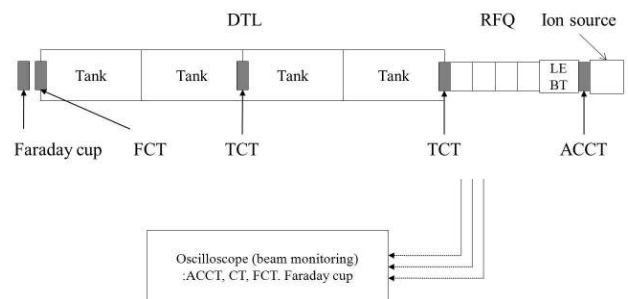 DTL RFQ Ion source
Tank Tank Tank Tank LE
BT
Faraday cup FCT TCT TCT ACCT
Oscilloscope (beam monitoring)
:ACCT, CT, FCT. Faraday cup